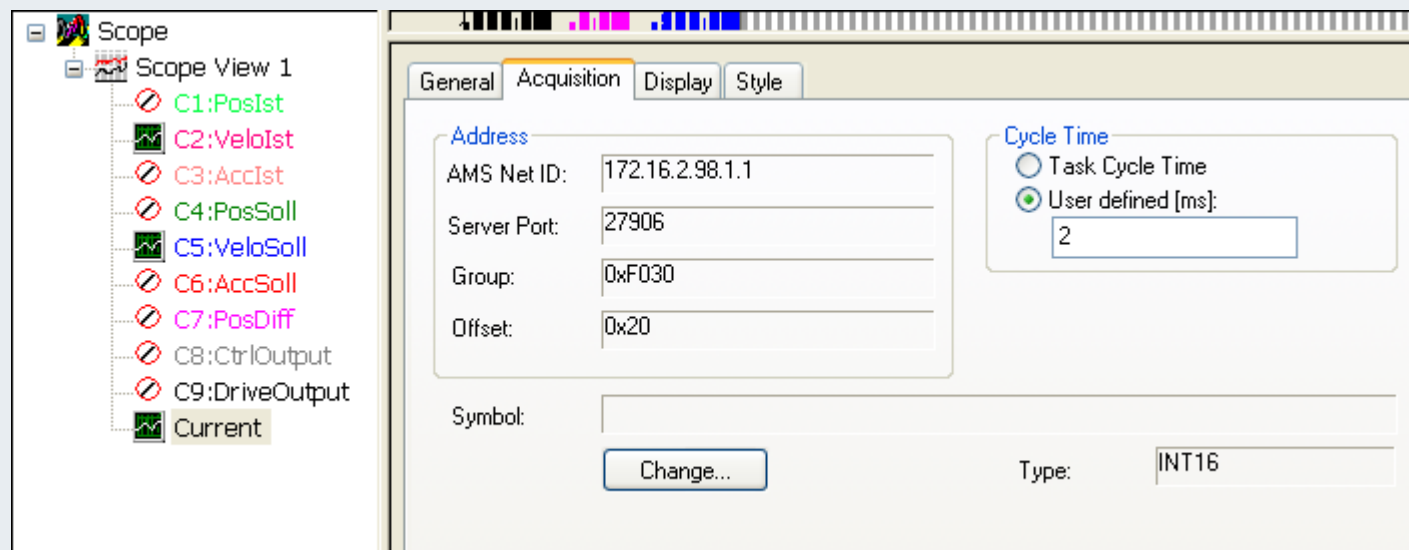 Scope
Scope View 1
C1:PosIst
C2:VeloIst
C3:AccIst
C4:PosSoll
C5:VeloSoll
C6:AccSoll
C7:PosDiff
C8:CtrlOutput
C9:DriveOutput
Current
General Acquisition Display Style
Address
AMS Net ID: 172.16.2.98.1.1
Server Port: 27906
Group: 0xF030
Offset: 0x20
Cycle Time
Task Cycle Time
User defined [ms]:
2
Symbol:
Change...
Type: INT16